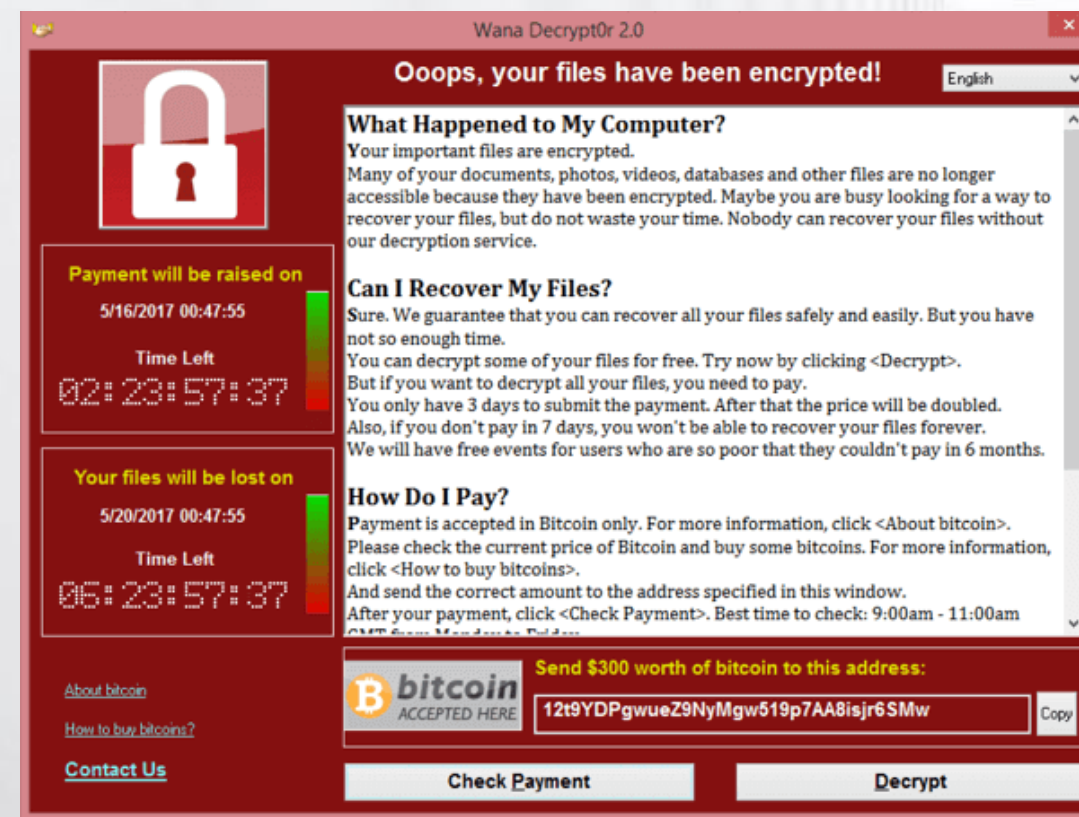 Wana Decrypt0r 2.0
Ooops, your files have been encrypted!
English
What Happened to My Computer?
Your important files are encrypted.
Many of your documents, photos, videos, databases and other files are no longer
accessible because they have been encrypted. Maybe you are busy looking for a way to
recover your files, but do not waste your time. Nobody can recover your files without
our decryption service.
Can I Recover My Files?
Sure. We guarantee that you can recover all your files safely and easily. But you have
not so enough time.
You can decrypt some of your files for free. Try now by clicking <Decrypt>.
But if you want to decrypt all your files, you need to pay.
You only have 3 days to submit the payment. After that the price will be doubled.
Also, if you don't pay in 7 days, you won't be able to recover your files forever.
We will have free events for users who are so poor that they couldn't pay in 6 months.
How Do I Pay?
Payment is accepted in Bitcoin only. For more information, click <About bitcoin>.
Please check the current price of Bitcoin and buy some bitcoins. For more information,
click <How to buy bitcoins>.
And send the correct amount to the address specified in this window.
After your payment, click <Check Payment>. Best time to check: 9:00am - 11:00am
GMT from Monday to Friday.
Payment will be raised on
5/16/2017 00:47:55
Time Left
02:23:57:37
Your files will be lost on
5/20/2017 00:47:55
Time Left
06:23:57:37
About bitcoin
How to buy bitcoins?
Contact Us
bitcoin
ACCEPTED HERE
Send $300 worth of bitcoin to this address:
12t9YDPgwueZ9NyMgw519p7AA8isjr6SMw
Copy
Check Payment
Decrypt